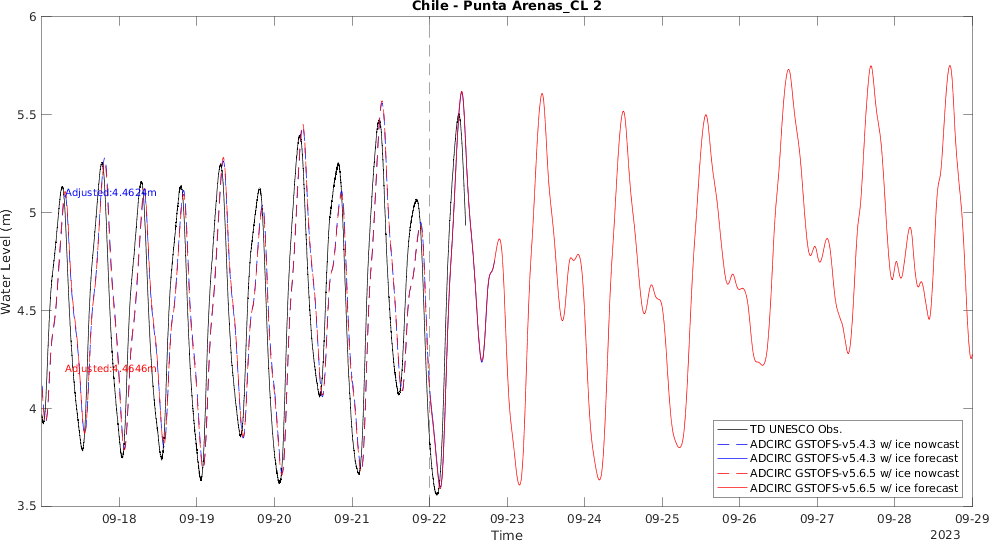 Chile - Punta Arenas_CL 2
Water Level (m)
6
5.5
5
4.5
4
3.5
Adjusted:4.4624m
Adjusted:4.4646m
TD UNESCO Obs.
ADCIRC GSTOFS-v5.4.3 w/ ice nowcast
ADCIRC GSTOFS-v5.4.3 w/ ice forecast
ADCIRC GSTOFS-v5.6.5 w/ ice nowcast
ADCIRC GSTOFS-v5.6.5 w/ ice forecast
09-18 09-19 09-20 09-21 09-22 09-23 09-24 09-25 09-26 09-27 09-28 09-29
Time
2023